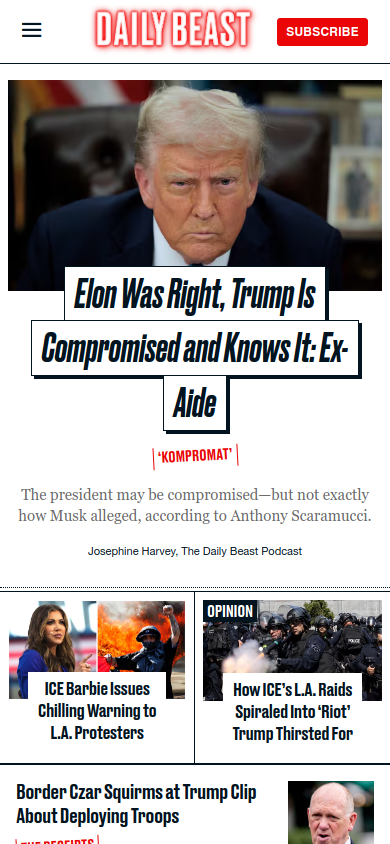 DAILY BEAST
SUBSCRIBE
Elon Was Right, Trump Is
Compromised and Knows It: Ex-
Aide
'KOMPROMAT'
The president may be compromised—but not exactly
how Musk alleged, according to Anthony Scaramucci.
Josephine Harvey, The Daily Beast Podcast
ICE Barbie Issues
Chilling Warning to
L.A. Protesters
OPINION
How ICE’s L.A. Raids
Spiraled Into ‘Riot’
Trump Thirsted For
Border Czar Squirms at Trump Clip
About Deploying Troops
THE RECEIPTS